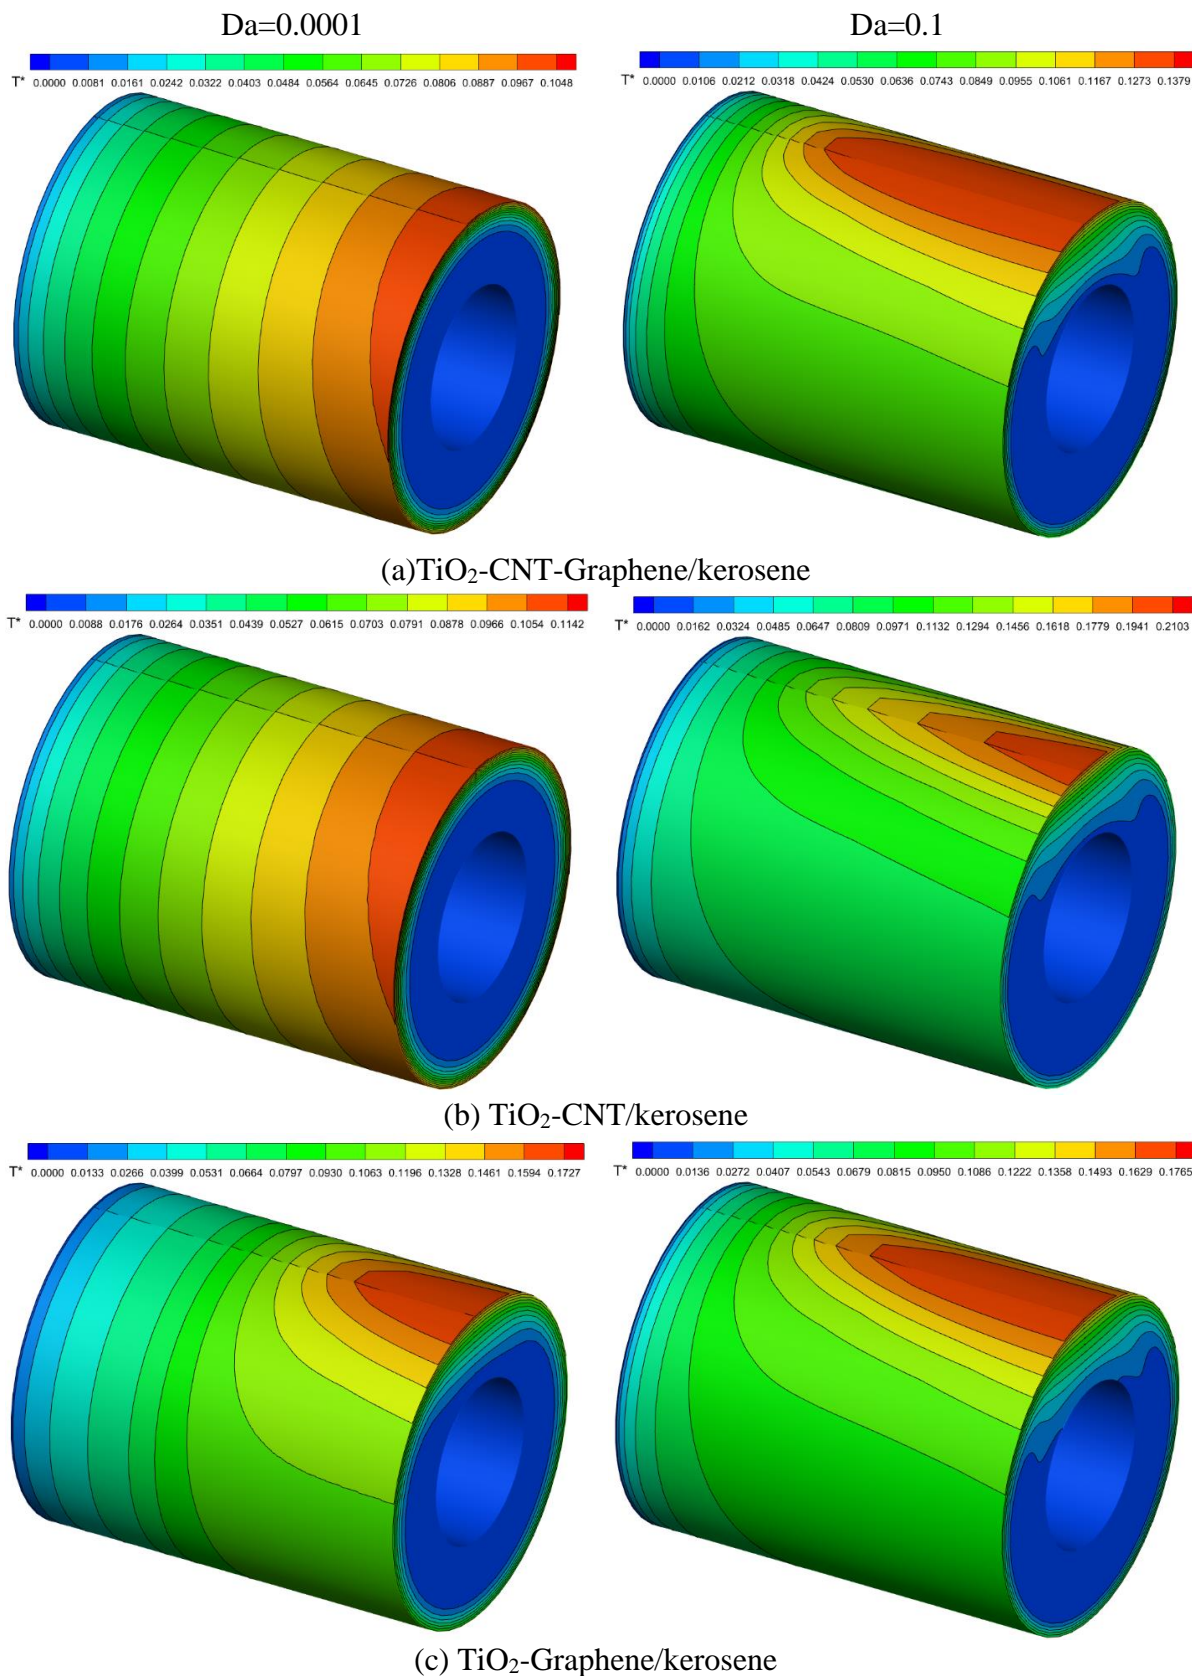 Da=0.0001 Da=0.1
T* 0.0000 0.0081 0.0161 0.0242 0.0322 0.0403 0.0484 0.0564 0.0645 0.0726 0.0806 0.0887 0.0967 0.1048
T* 0.0000 0.0106 0.0212 0.0318 0.0424 0.0530 0.0636 0.0743 0.0849 0.0955 0.1061 0.1167 0.1273 0.1379
(a)TiO₂-CNT-Graphene/kerosene
T* 0.0000 0.0088 0.0176 0.0264 0.0351 0.0439 0.0527 0.0615 0.0703 0.0791 0.0878 0.0966 0.1054 0.1142
T* 0.0000 0.0162 0.0324 0.0485 0.0647 0.0809 0.0971 0.1132 0.1294 0.1456 0.1618 0.1779 0.1941 0.2103
(b) TiO₂-CNT/kerosene
T* 0.0000 0.0133 0.0266 0.0399 0.0531 0.0664 0.0797 0.0930 0.1063 0.1196 0.1328 0.1461 0.1594 0.1727
T* 0.0000 0.0136 0.0272 0.0407 0.0543 0.0679 0.0815 0.0950 0.1086 0.1222 0.1358 0.1493 0.1629 0.1765
(c) TiO₂-Graphene/kerosene